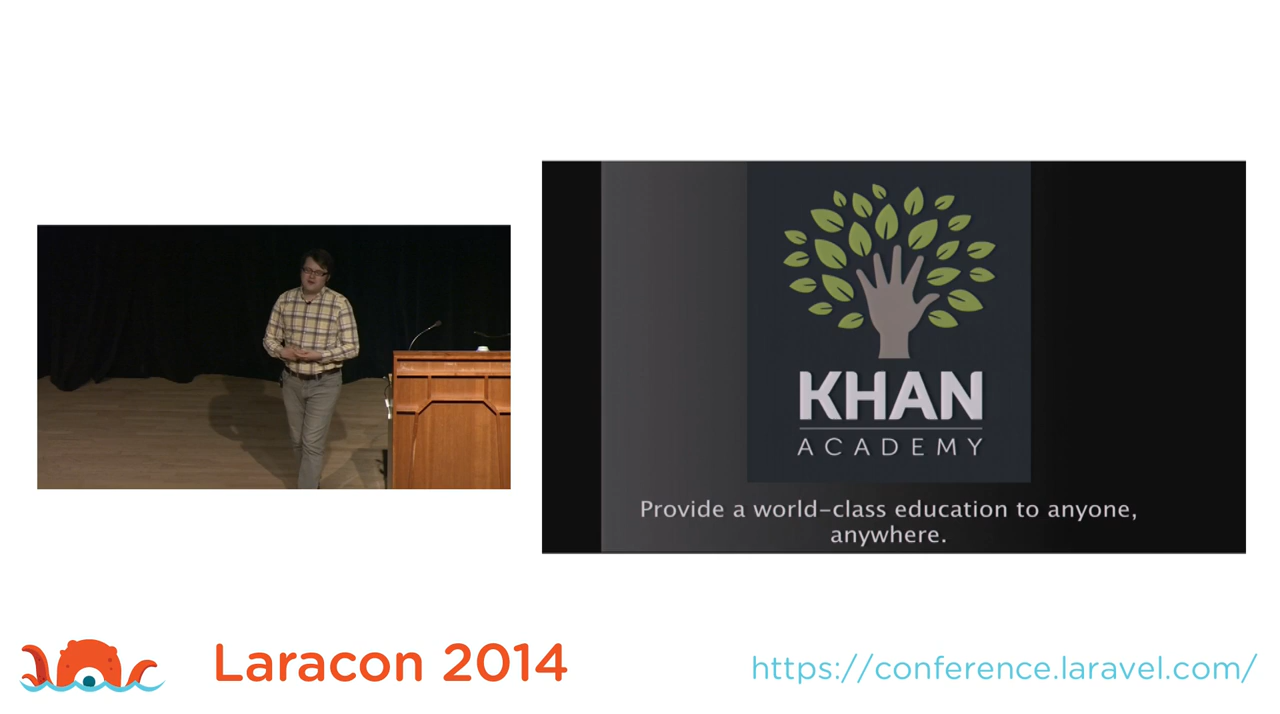 KHAN
ACADEMY
Provide a world-class education to anyone,
anywhere.
Laracon 2014
https://conference.laravel.com/